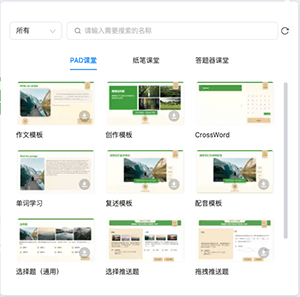 所有
请输入需要搜索的名称
PAD课堂
纸笔课堂
答题器课堂
作文模板
创作模板
CrossWord
单词学习
复述模板
配音模板
选择题（通用）
选择推送题
拖拽推送题